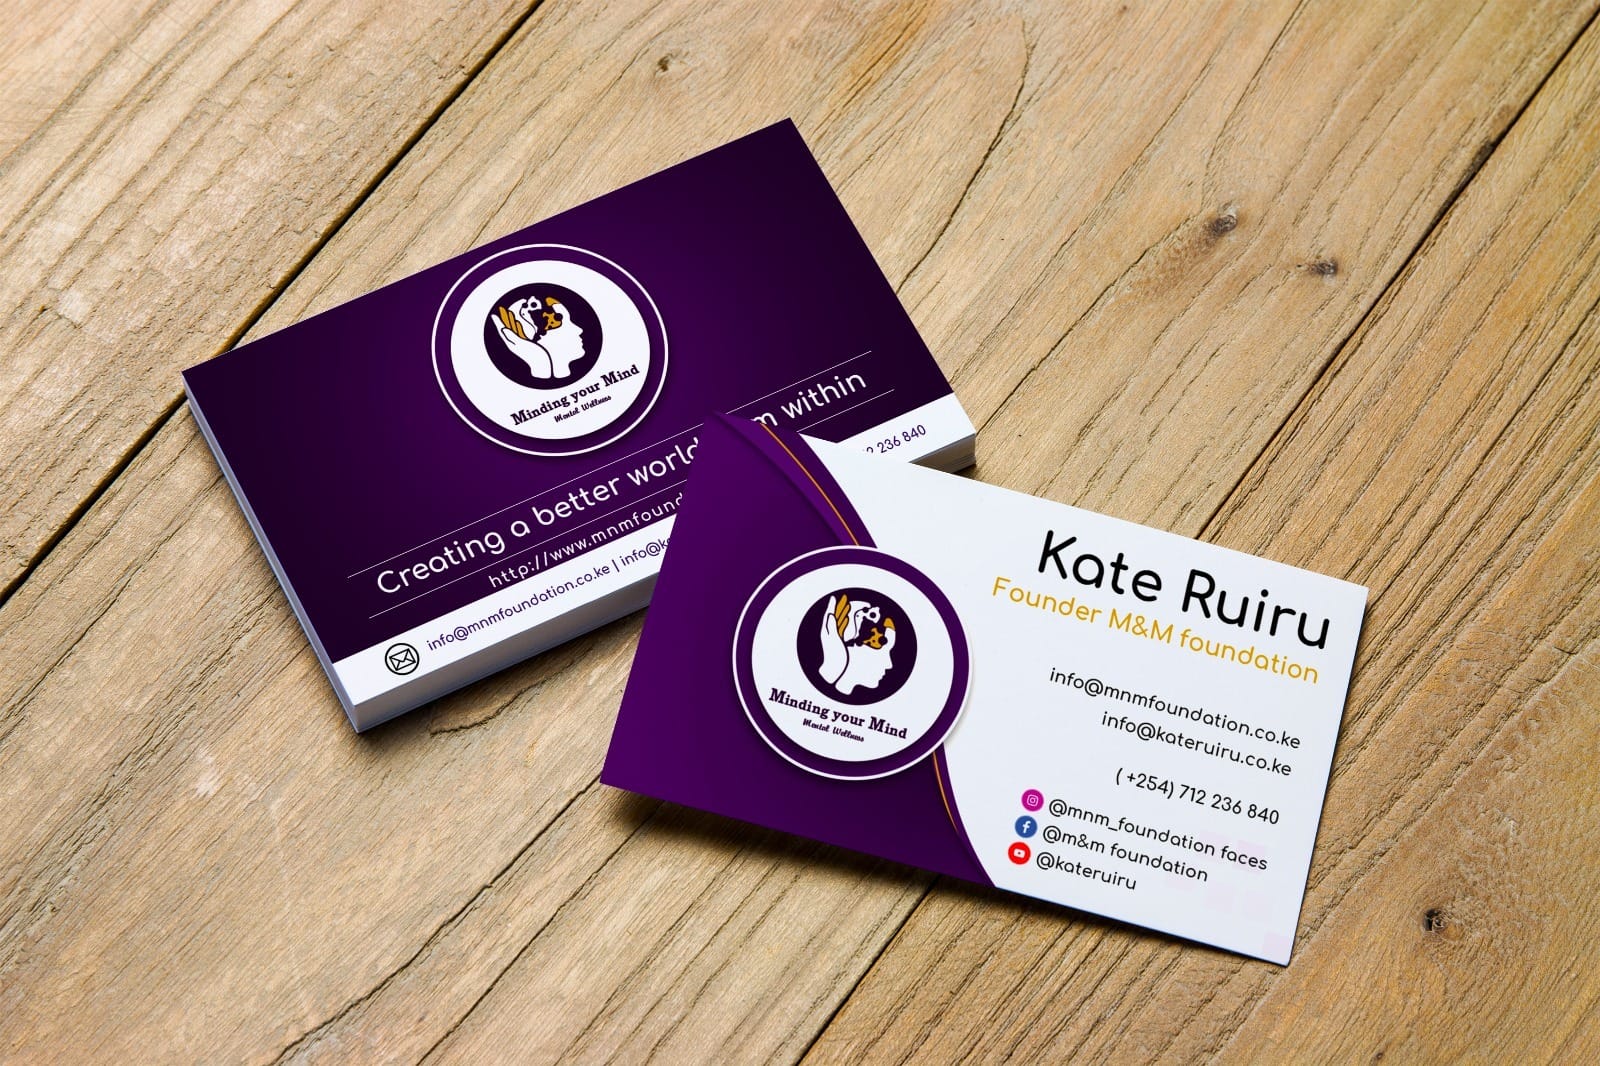 Minding your Mind
Mental Wellness
Creating a better world m within
http://www.mnmfound
info@mnmfoundation.co.ke | info@k
2 236 840
Kate Ruiru
Founder M&M foundation
info@mnmfoundation.co.ke
info@kateruiru.co.ke
( +254) 712 236 840
@mnm_foundation faces
@m&m foundation
@kateruiru
Minding your Mind
Mental Wellness